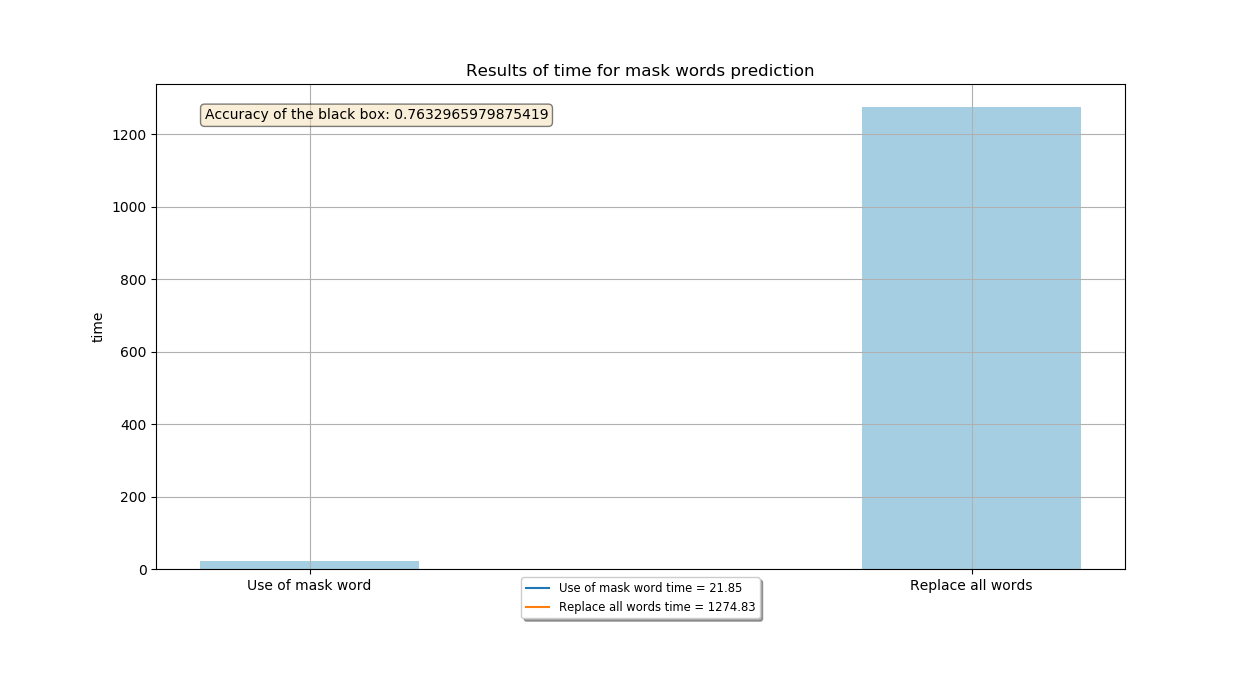 Results of time for mask words prediction
Accuracy of the black box: 0.7632965979875419
1200
1000
800
600
400
200
0
time
Use of mask word
Replace all words
Use of mask word time = 21.85
Replace all words time = 1274.83